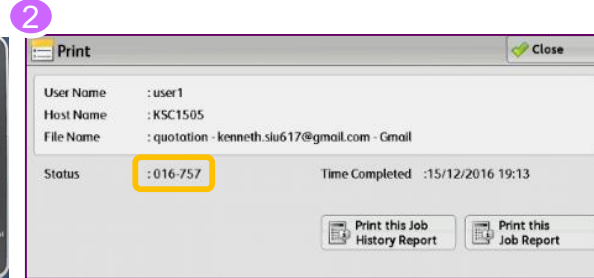 2
Print
Close
User Name : user1
Host Name : KSC1505
File Name : quotation - kenneth.siu617@gmail.com - Gmail
Status : 016-757 Time Completed : 15/12/2016 19:13
Print this Job History Report
Print this Job Report